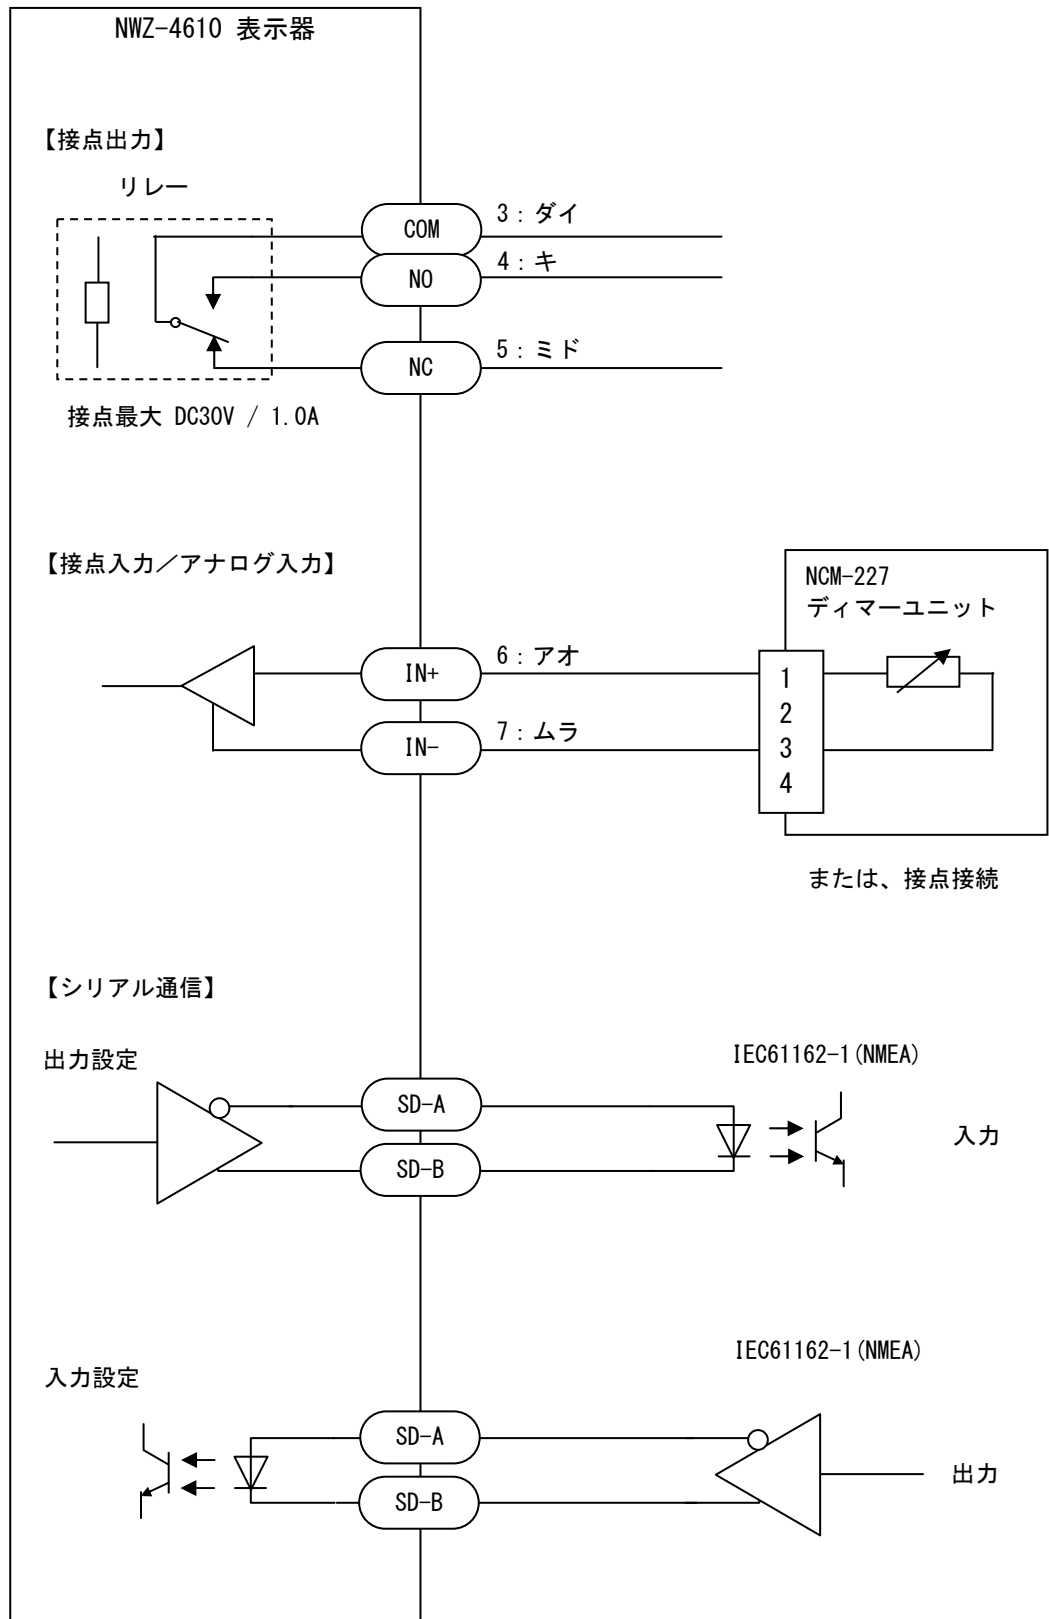 NWZ-4610 表示器
【接点出力】
リレー
COM
3：ダイ
NO
4：キ
NC
5：ミド
接点最大 DC30V / 1.0A
【接点入力／アナログ入力】
NCM-227
ディマーユニット
IN+
6：アオ
IN-
7：ムラ
1
2
3
4
または、接点接続
【シリアル通信】
出力設定
IEC61162-1(NMEA)
SD-A
SD-B
入力
入力設定
IEC61162-1(NMEA)
SD-A
SD-B
出力